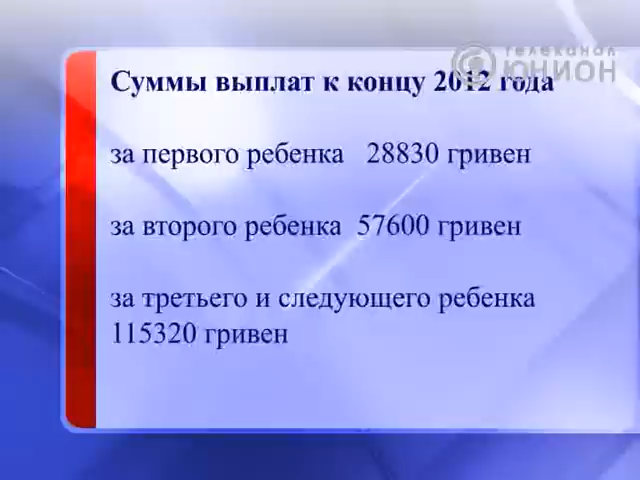 телеканал
ЮНИОН
Суммы выплат к концу 2012 года
за первого ребенка 28830 гривен
за второго ребенка 57600 гривен
за третьего и следующего ребенка
115320 гривен